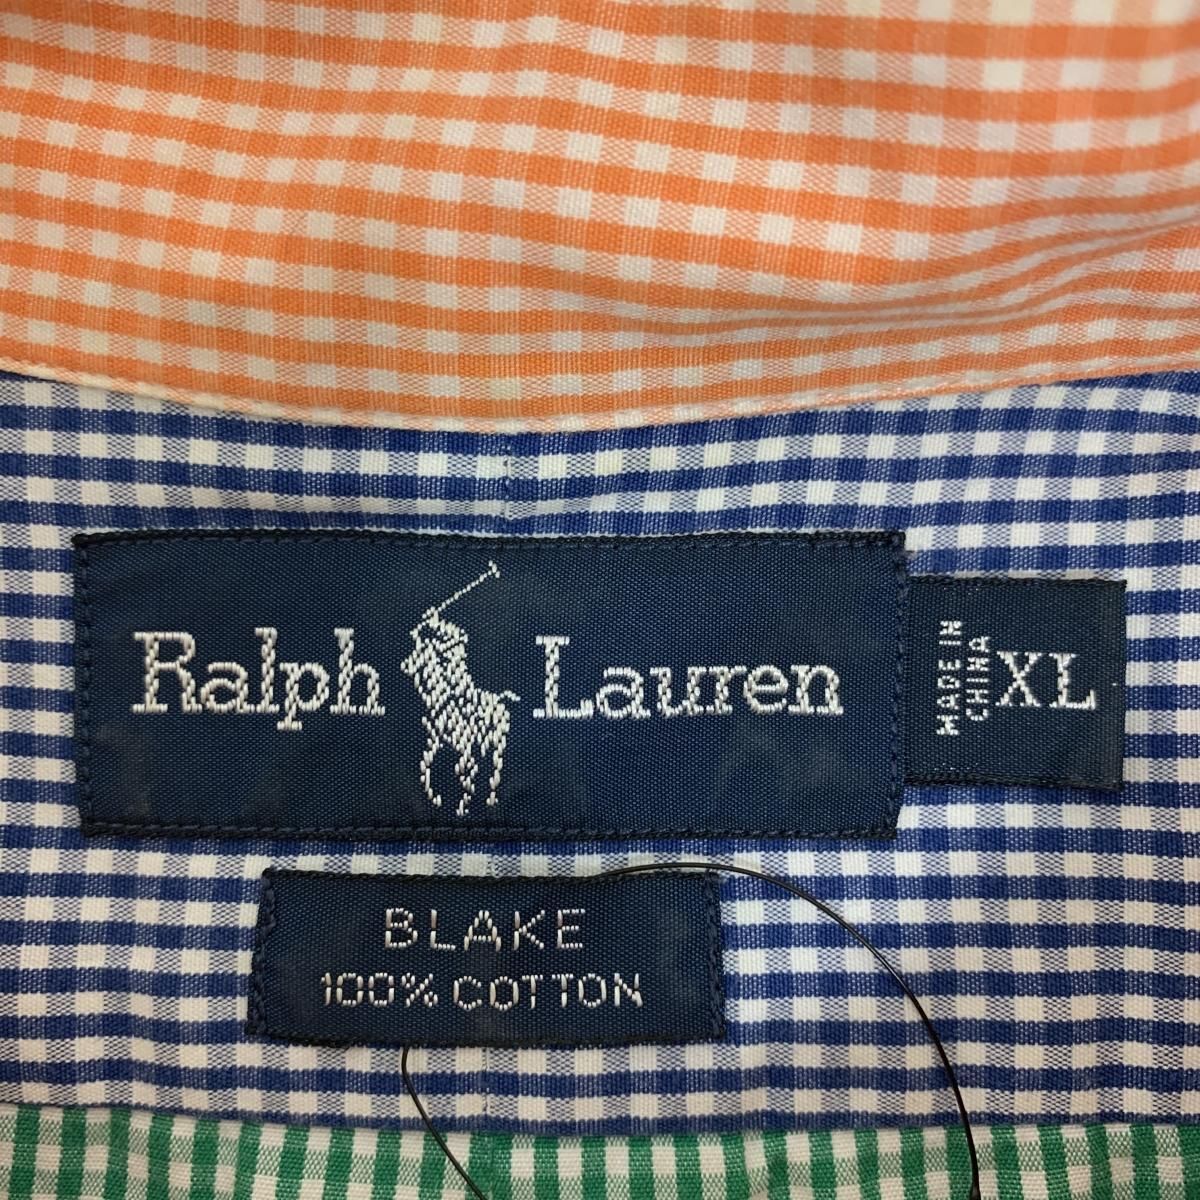 Ralph Lauren
MADE IN
CHINA
XL
BLAKE
100% COTTON